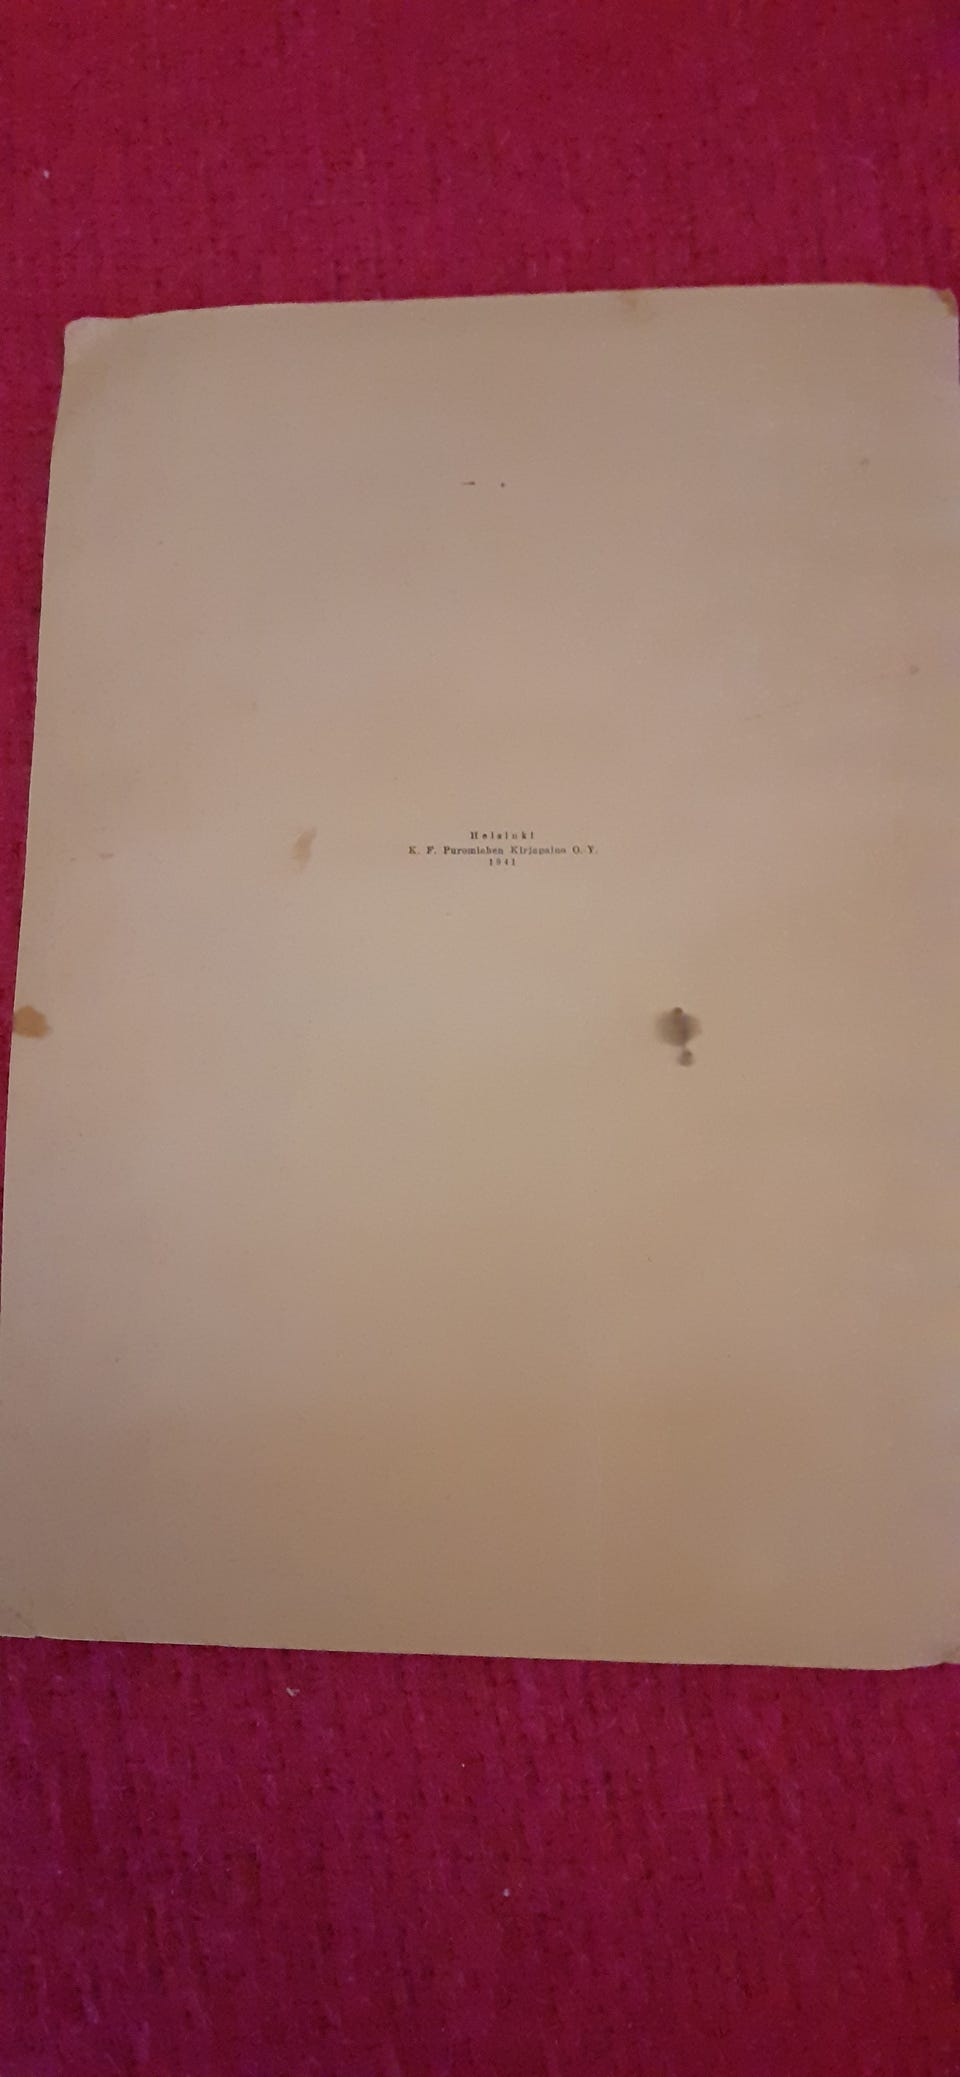 Helsinki
K. F. Puromiehen Kirjapaino O. Y.
1941